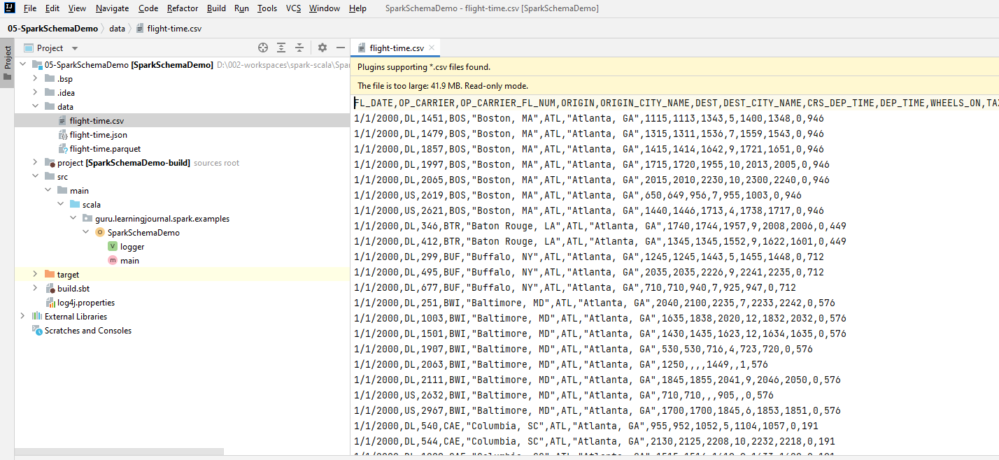 File Edit View Navigate Code Refactor Build Run Tools VCS Window Help SparkSchemaDemo - flight-time.csv [SparkSchemaDemo]
05-SparkSchemaDemo data flight-time.csv
Project
Project
05-SparkSchemaDemo [SparkSchemaDemo] D:\002-workspaces\spark-scala\Spar
.bsp
.idea
data
flight-time.csv
flight-time.json
flight-time.parquet
project [SparkSchemaDemo-build] sources root
src
main
scala
guru.learningjournal.spark.examples
SparkSchemaDemo
logger
main
target
build.sbt
log4j.properties
External Libraries
Scratches and Consoles
flight-time.csv
Plugins supporting *.csv files found.
The file is too large: 41.9 MB. Read-only mode.
FL_DATE,OP_CARRIER,OP_CARRIER_FL_NUM,ORIGIN,ORIGIN_CITY_NAME,DEST,DEST_CITY_NAME,CRS_DEP_TIME,DEP_TIME,WHEELS_ON,TA
1/1/2000,DL,1451,BOS,"Boston, MA",ATL,"Atlanta, GA",1115,1113,1343,5,1400,1348,0,946
1/1/2000,DL,1479,BOS,"Boston, MA",ATL,"Atlanta, GA",1315,1311,1536,7,1559,1543,0,946
1/1/2000,DL,1857,BOS,"Boston, MA",ATL,"Atlanta, GA",1415,1414,1642,9,1721,1651,0,946
1/1/2000,DL,1997,BOS,"Boston, MA",ATL,"Atlanta, GA",1715,1720,1955,10,2013,2005,0,946
1/1/2000,DL,2065,BOS,"Boston, MA",ATL,"Atlanta, GA",2015,2010,2230,10,2300,2240,0,946
1/1/2000,US,2619,BOS,"Boston, MA",ATL,"Atlanta, GA",650,649,956,7,955,1003,0,946
1/1/2000,US,2621,BOS,"Boston, MA",ATL,"Atlanta, GA",1440,1446,1713,4,1738,1717,0,946
1/1/2000,DL,346,BTR,"Baton Rouge, LA",ATL,"Atlanta, GA",1740,1744,1957,9,2008,2006,0,449
1/1/2000,DL,412,BTR,"Baton Rouge, LA",ATL,"Atlanta, GA",1345,1345,1552,9,1622,1601,0,449
1/1/2000,DL,299,BUF,"Buffalo, NY",ATL,"Atlanta, GA",1245,1245,1443,5,1455,1448,0,712
1/1/2000,DL,495,BUF,"Buffalo, NY",ATL,"Atlanta, GA",2035,2035,2226,9,2241,2235,0,712
1/1/2000,DL,677,BUF,"Buffalo, NY",ATL,"Atlanta, GA",710,710,940,7,925,947,0,712
1/1/2000,DL,251,BWI,"Baltimore, MD",ATL,"Atlanta, GA",2040,2100,2235,7,2233,2242,0,576
1/1/2000,DL,1003,BWI,"Baltimore, MD",ATL,"Atlanta, GA",1635,1838,2020,12,1832,2032,0,576
1/1/2000,DL,1501,BWI,"Baltimore, MD",ATL,"Atlanta, GA",1430,1435,1623,12,1634,1635,0,576
1/1/2000,DL,1907,BWI,"Baltimore, MD",ATL,"Atlanta, GA",530,530,716,4,723,720,0,576
1/1/2000,DL,2063,BWI,"Baltimore, MD",ATL,"Atlanta, GA",1250,,,,1449,,1,576
1/1/2000,DL,2111,BWI,"Baltimore, MD",ATL,"Atlanta, GA",1845,1855,2041,9,2046,2050,0,576
1/1/2000,US,2632,BWI,"Baltimore, MD",ATL,"Atlanta, GA",710,710,,,905,,0,576
1/1/2000,US,2967,BWI,"Baltimore, MD",ATL,"Atlanta, GA",1700,1700,1845,6,1853,1851,0,576
1/1/2000,DL,540,CAE,"Columbia, SC",ATL,"Atlanta, GA",955,952,1052,5,1104,1057,0,191
1/1/2000,DL,544,CAE,"Columbia, SC",ATL,"Atlanta, GA",2130,2125,2208,10,2232,2218,0,191